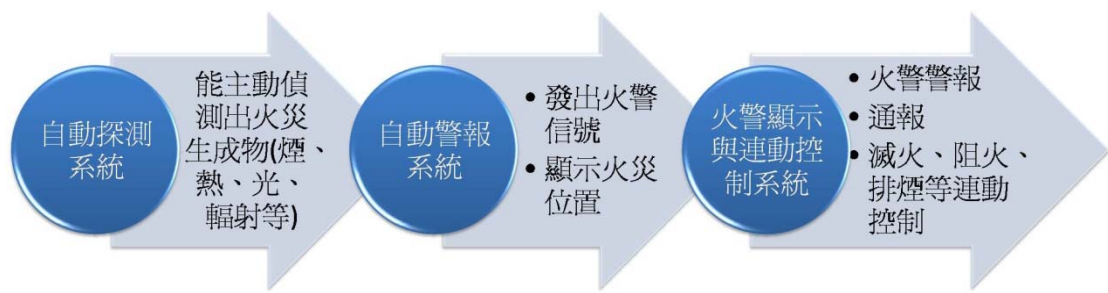 自動探測
系統
能主動偵
測出火災
生成物(煙、
熱、光、
輻射等)
自動警報
系統
• 發出火警
信號
• 顯示火災
位置
火警顯示
與連動控
制系統
• 火警警報
• 通報
• 滅火、阻火、
排煙等連動
控制